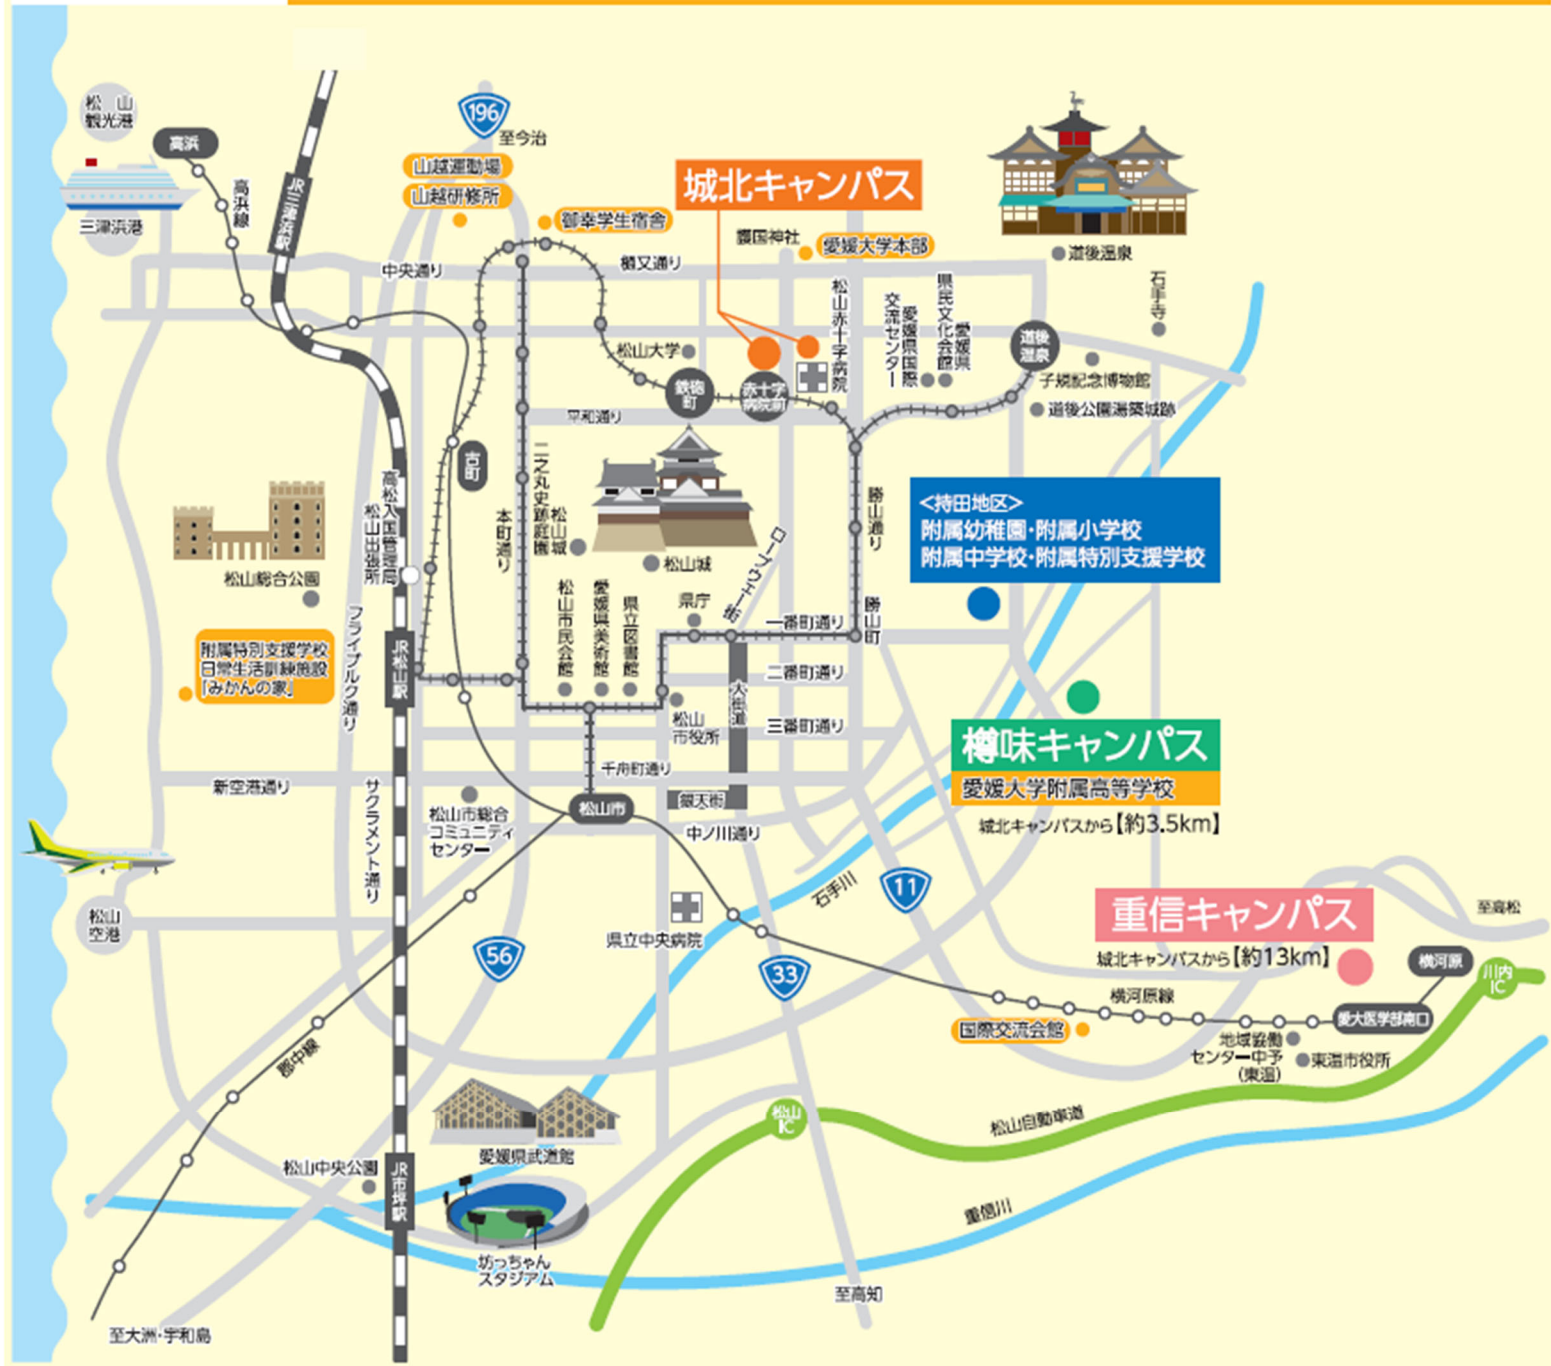 松山
観光港
高浜
三津浜港
高浜線
JR三津浜駅
196
至今治
山越運動場
山越研修所
御幸学生宿舎
城北キャンパス
護国神社
愛媛大学本部
道後温泉
石手寺
中央通り
樋又通り
松山赤十字病院
愛媛県国際
交流センター
愛媛県
県民文化会館
道後
温泉
松山大学
鉄砲
町
赤十字
病院前
子規記念博物館
道後公園湯築城跡
平和通り
古町
高松入国管理局
松山出張所
本町通り
二之丸史跡庭園
松山城
松山城
ロープウェー街
勝山通り
<持田地区>
附属幼稚園・附属小学校
附属中学校・附属特別支援学校
松山総合公園
フライブルク通り
松山市民会館
愛媛県美術館
県立図書館
県庁
一番町通り
勝山町
附属特別支援学校
日常生活訓練施設
「みかんの家」
JR松山駅
二番町通り
大街道
松山
市役所
三番町通り
樽味キャンパス
愛媛大学附属高等学校
城北キャンパスから【約3.5km】
新空港通り
サクラメント通り
千舟町通り
松山市総合
コミュニティ
センター
松山市
銀天街
中ノ川通り
石手川
11
松山
空港
県立中央病院
56
33
重信キャンパス
城北キャンパスから【約13km】
至高松
横河原
川内
IC
横河原線
愛大医学部南口
国際交流会館
地域協働
センター中予
(東温)
東温市役所
郡中線
松山
IC
松山自動車道
愛媛県武道館
松山中央公園
JR市坪駅
坊っちゃん
スタジアム
重信川
至高知
至大洲・宇和島